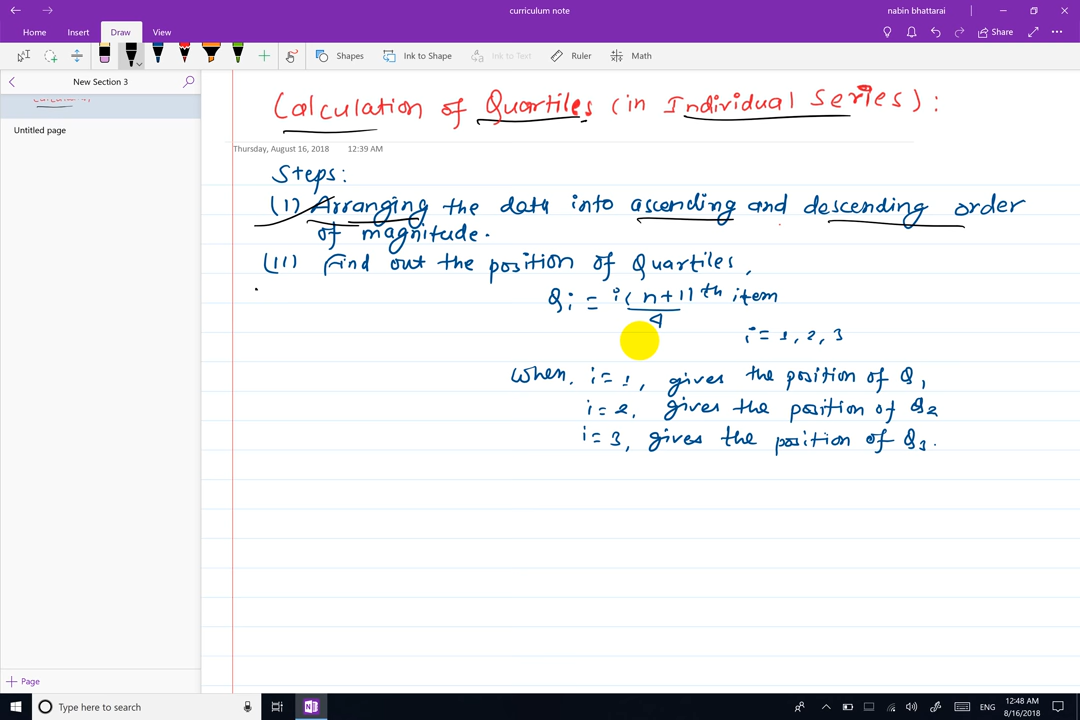 curriculum note
nabin bhattarai
Home Insert Draw View
Share
Shapes Ink to Shape Ink to Text Ruler Math
New Section 3
Untitled page
Calculation of Quartiles (in Individual Series) :
Thursday, August 16, 2018 12:39 AM
Steps:
(I) Arranging the data into ascending and descending order
of magnitude.
(II) Find out the position of Quartiles,
Qi = i(n+1)th item
4
i = 1, 2, 3
When, i = 1, gives the position of Q1
i = 2, gives the position of Q2
i = 3, gives the position of Q3.
+ Page
Type here to search
ENG
12:48 AM
8/16/2018